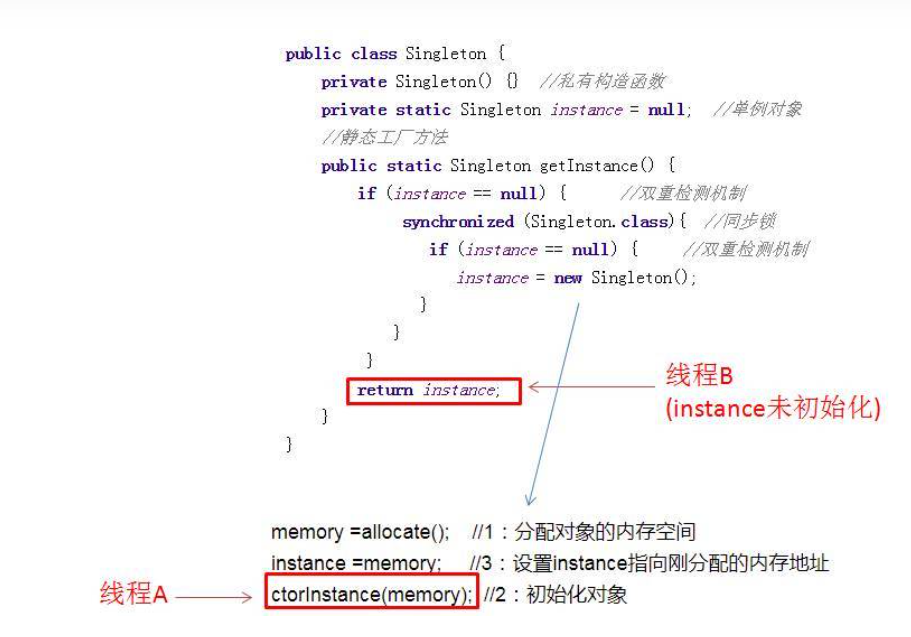 public class Singleton {
private Singleton() {} //私有构造函数
private static Singleton instance = null; //单例对象
//静态工厂方法
public static Singleton getInstance() {
if (instance == null) { //双重检测机制
synchronized (Singleton.class){ //同步锁
if (instance == null) { //双重检测机制
instance = new Singleton();
}
}
}
return instance;
线程B
(instance未初始化)
}
}
memory =allocate(); //1：分配对象的内存空间
instance =memory; //3：设置instance指向刚分配的内存地址
线程A
ctorInstance(memory); //2：初始化对象